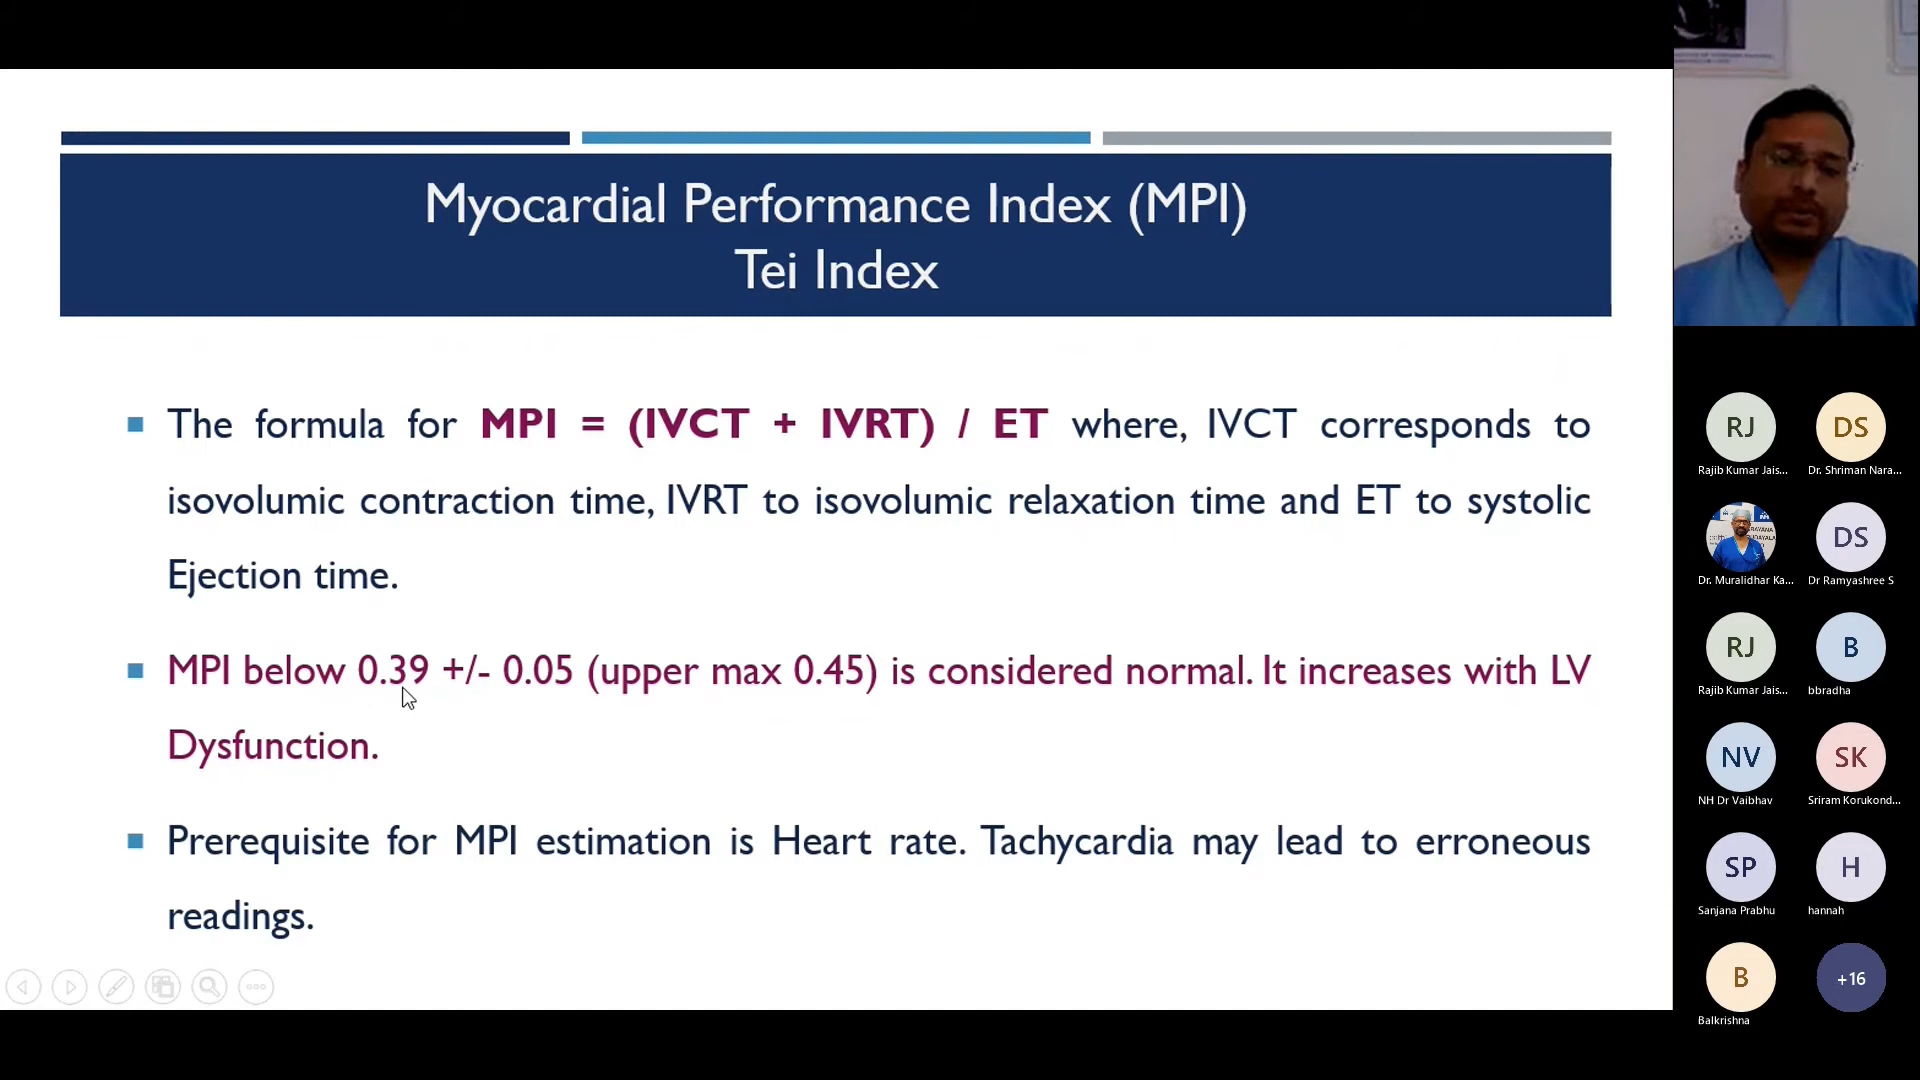 Myocardial Performance Index (MPI)
Tei Index
The formula for MPI = (IVCT + IVRT) / ET where, IVCT corresponds to
isovolumic contraction time, IVRT to isovolumic relaxation time and ET to systolic
Ejection time.
MPI below 0.39 +/- 0.05 (upper max 0.45) is considered normal. It increases with LV
Dysfunction.
Prerequisite for MPI estimation is Heart rate. Tachycardia may lead to erroneous
readings.
RJ
DS
Rajib Kumar Jais...
Dr. Shriman Nara...
DS
Dr. Muralidhar Ka...
Dr Ramyashree S
RJ
B
Rajib Kumar Jais...
bbradha
NV
SK
NH Dr Vaibhav
Sriram Korukond...
SP
H
Sanjana Prabhu
hannah
B
+16
Balkrishna